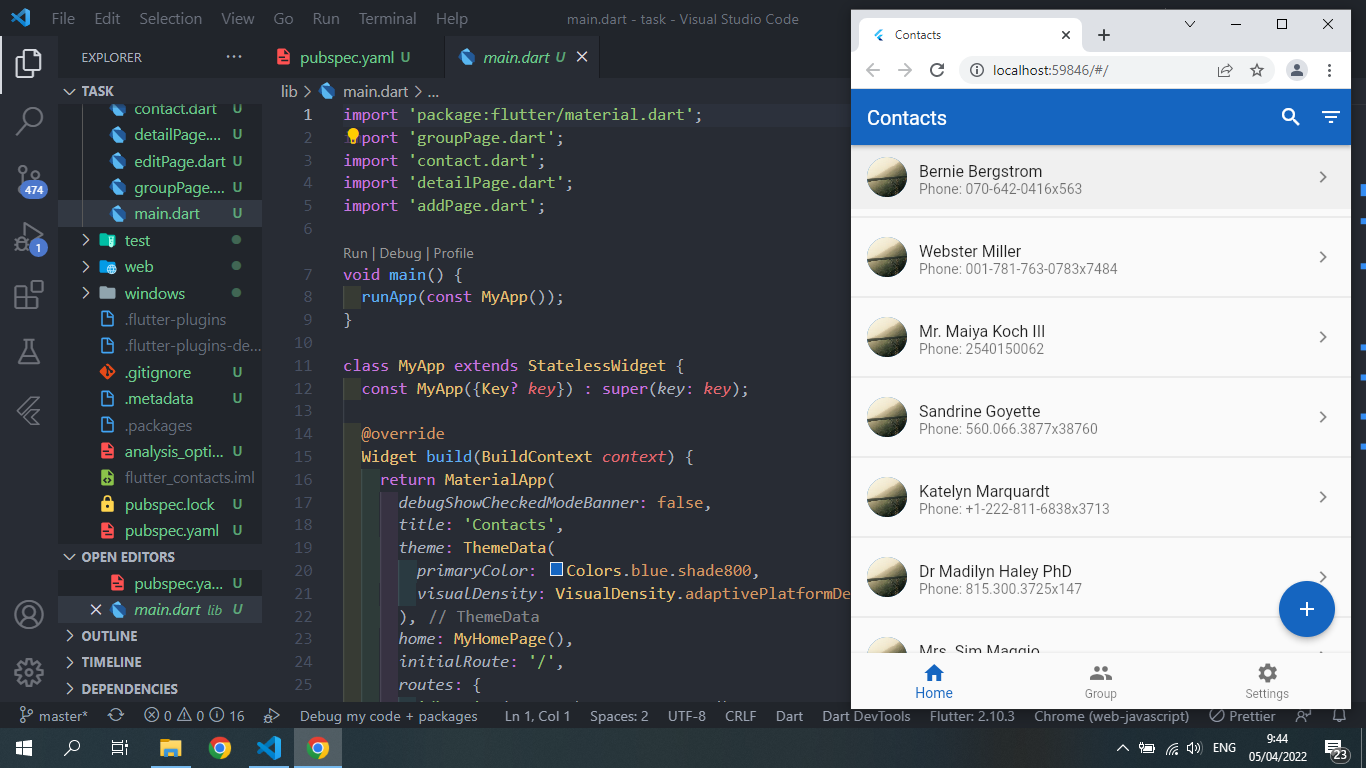 File Edit Selection View Go Run Terminal Help
main.dart - task - Visual Studio Code
EXPLORER
TASK
contact.dart U
detailPage.... U
editPage.dart U
groupPage.... U
main.dart U
test
web
windows
.flutter-plugins
.flutter-plugins-de...
.gitignore U
.metadata U
.packages
analysis_opti... U
flutter_contacts.iml
pubspec.lock U
pubspec.yaml U
OPEN EDITORS
pubspec.ya... U
main.dart lib U
OUTLINE
TIMELINE
DEPENDENCIES
474
1
pubspec.yaml U
main.dart U
lib > main.dart > ...
1 import 'package:flutter/material.dart';
2 import 'groupPage.dart';
3 import 'contact.dart';
4 import 'detailPage.dart';
5 import 'addPage.dart';
6
Run | Debug | Profile
7 void main() {
8 runApp(const MyApp());
9 }
10
11 class MyApp extends StatelessWidget {
12 const MyApp({Key? key}) : super(key: key);
13
14 @override
15 Widget build(BuildContext context) {
16 return MaterialApp(
17 debugShowCheckedModeBanner: false,
18 title: 'Contacts',
19 theme: ThemeData(
20 primaryColor: Colors.blue.shade800,
21 visualDensity: VisualDensity.adaptivePlatformDe
22 ), // ThemeData
23 home: MyHomePage(),
24 initialRoute: '/',
25 routes: {
Contacts
localhost:59846/#/
Contacts
Bernie Bergstrom
Phone: 070-642-0416x563
Webster Miller
Phone: 001-781-763-0783x7484
Mr. Maiya Koch III
Phone: 2540150062
Sandrine Goyette
Phone: 560.066.3877x38760
Katelyn Marquardt
Phone: +1-222-811-6838x3713
Dr Madilyn Haley PhD
Phone: 815.300.3725x147
Mrs. Sim Maggio
Home
Group
Settings
master* 0 0 16 Debug my code + packages Ln 1, Col 1 Spaces: 2 UTF-8 CRLF Dart Dart DevTools Flutter: 2.10.3 Chrome (web-javascript) Prettier
ENG
9:44
05/04/2022
23